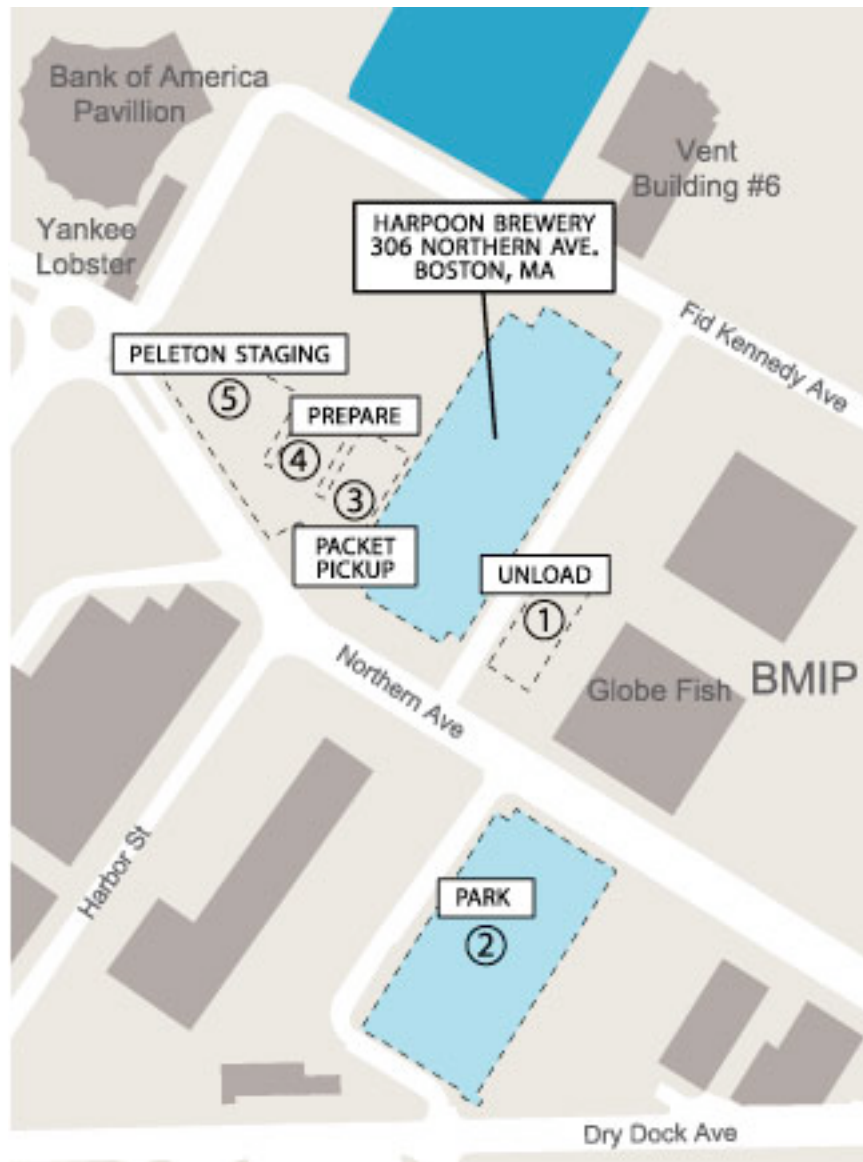 Bank of America
Pavillion
Vent
Building #6
Yankee
Lobster
HARPOON BREWERY
306 NORTHERN AVE.
BOSTON, MA
Fid Kennedy Ave
PELETON STAGING
5
PREPARE
4
3
PACKET
PICKUP
UNLOAD
1
Northern Ave
Globe Fish
BMIP
Harbor St
PARK
2
Dry Dock Ave